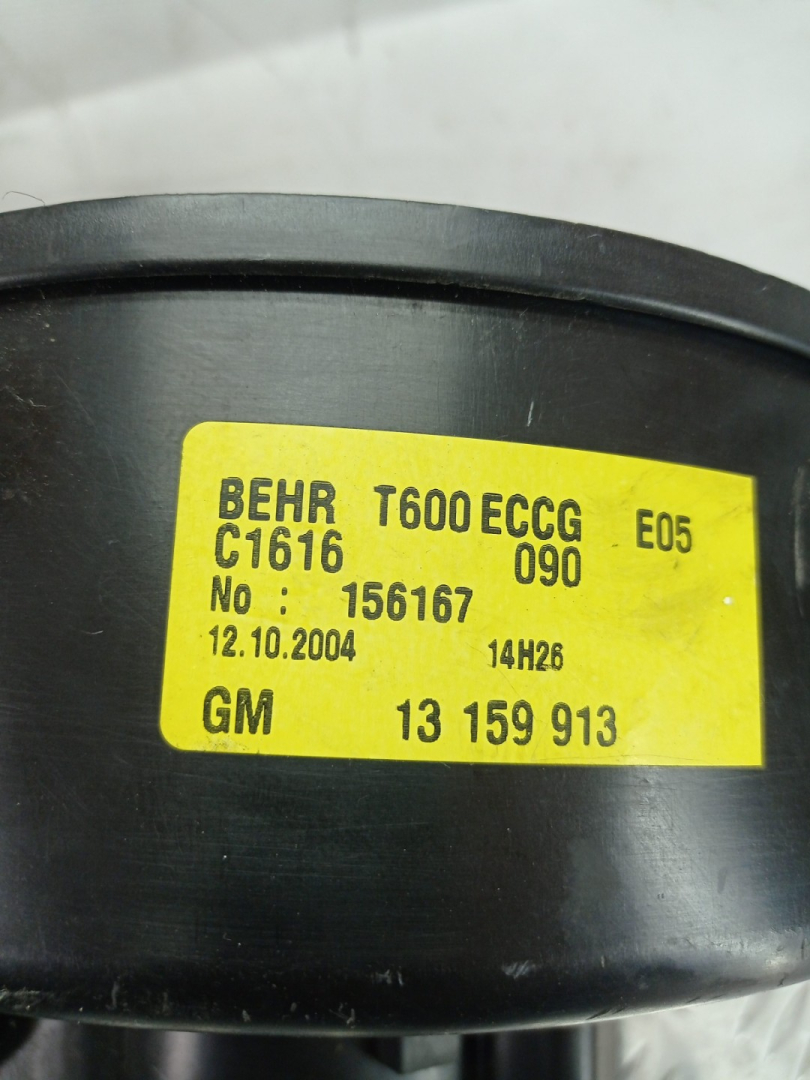 BEHR T600 ECCG E05
C1616 090
No : 156167
12.10.2004 14H26
GM 13 159 913